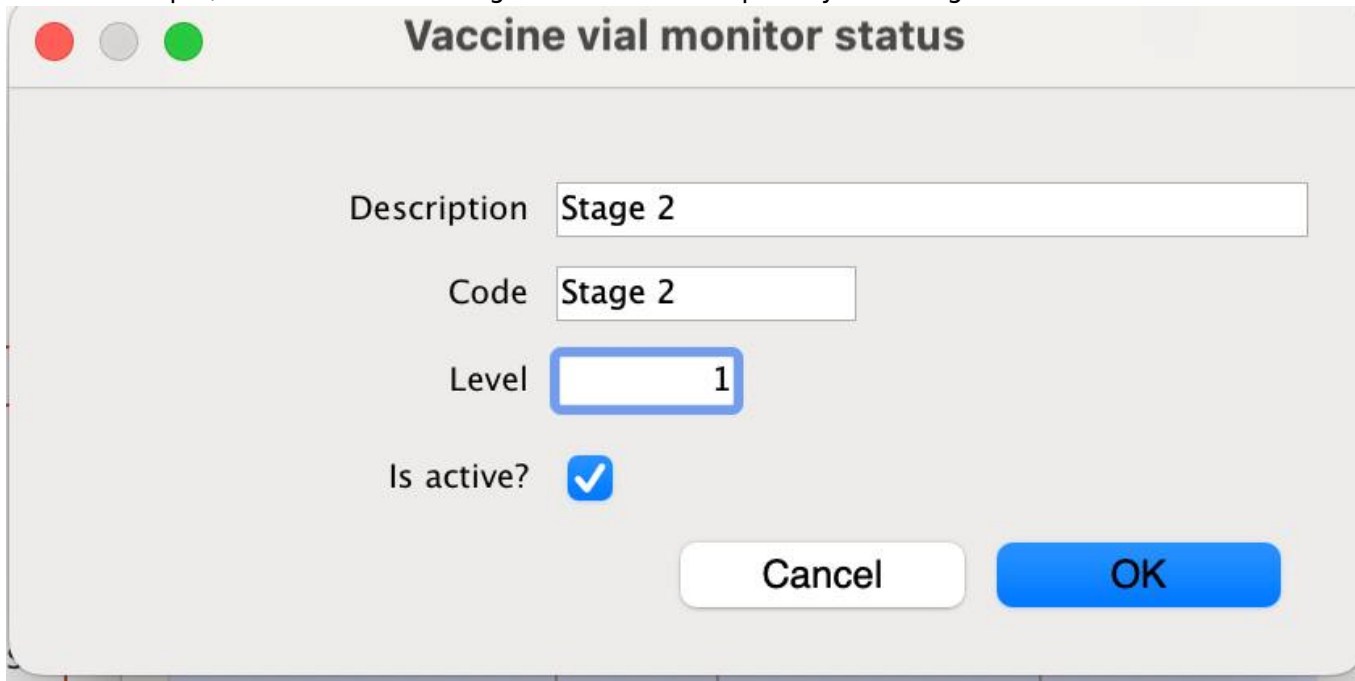 Vaccine vial monitor status
Description Stage 2
Code Stage 2
Level 1
Is active?
Cancel OK